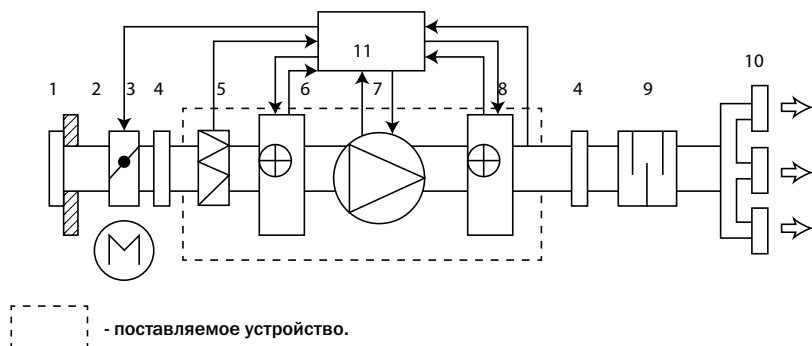 11
1 2 3 4 5 6 7 8 4 9 10
M
- поставляемое устройство.